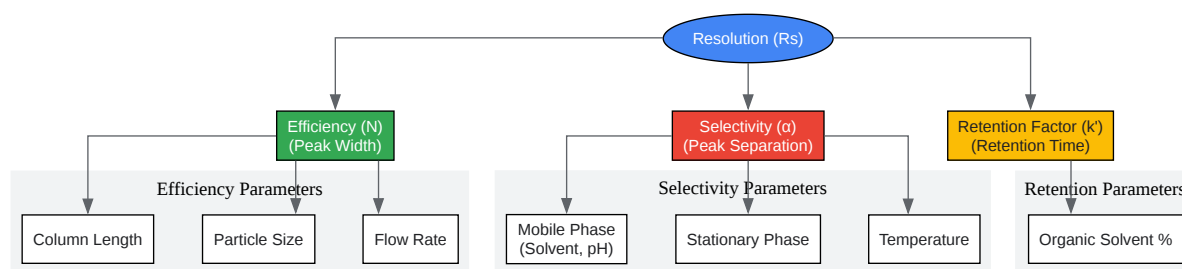 Resolution (Rs)
Efficiency (N)
(Peak Width)
Selectivity (α)
(Peak Separation)
Retention Factor (k')
(Retention Time)
Efficiency Parameters
Selectivity Parameters
Retention Parameters
Column Length
Particle Size
Flow Rate
Mobile Phase
(Solvent, pH)
Stationary Phase
Temperature
Organic Solvent %